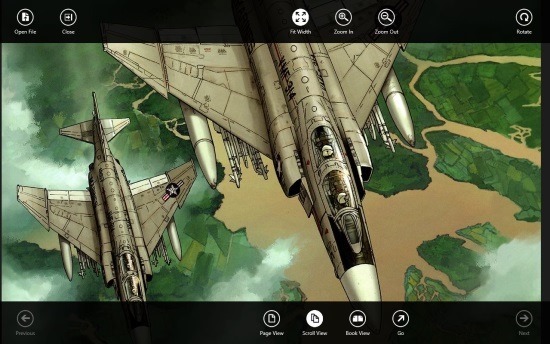 Open File
Close
Fit Width
Zoom In
Zoom Out
Rotate
Previous
Page View
Scroll View
Book View
Go
Next